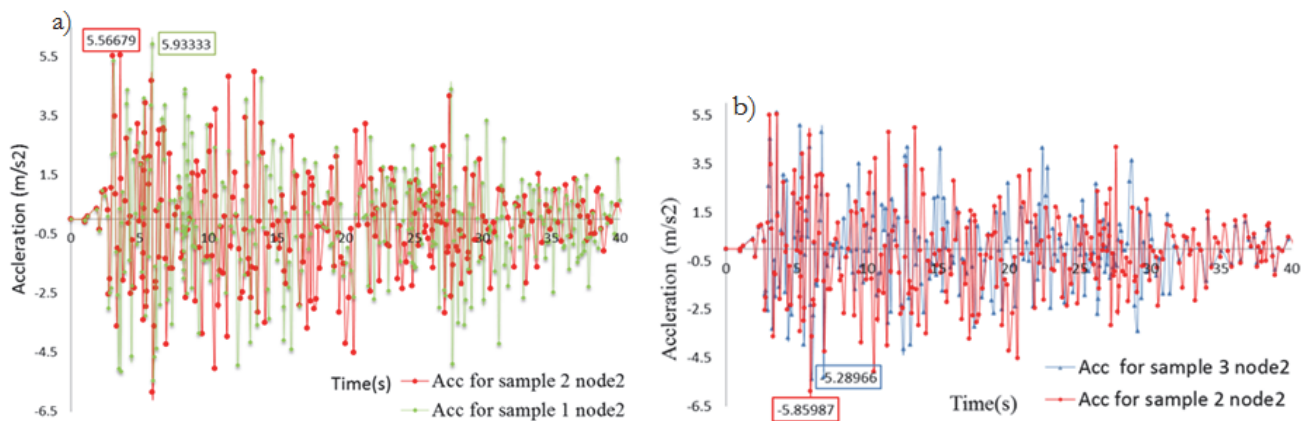 a)
5.56679
5.93333
5.5
3.5
1.5
-0.5
-2.5
-4.5
-6.5
0 5 10 15 20 25 30 35 40
Accleration (m/s2)
Time(s)
Acc for sample 2 node2
Acc for sample 1 node2
b)
5.5
3.5
1.5
-0.5
-2.5
-4.5
-6.5
0 5 10 15 20 25 30 35 40
Accleration (m/s2)
-5.28966
-5.85987
Time(s)
Acc for sample 3 node2
Acc for sample 2 node2